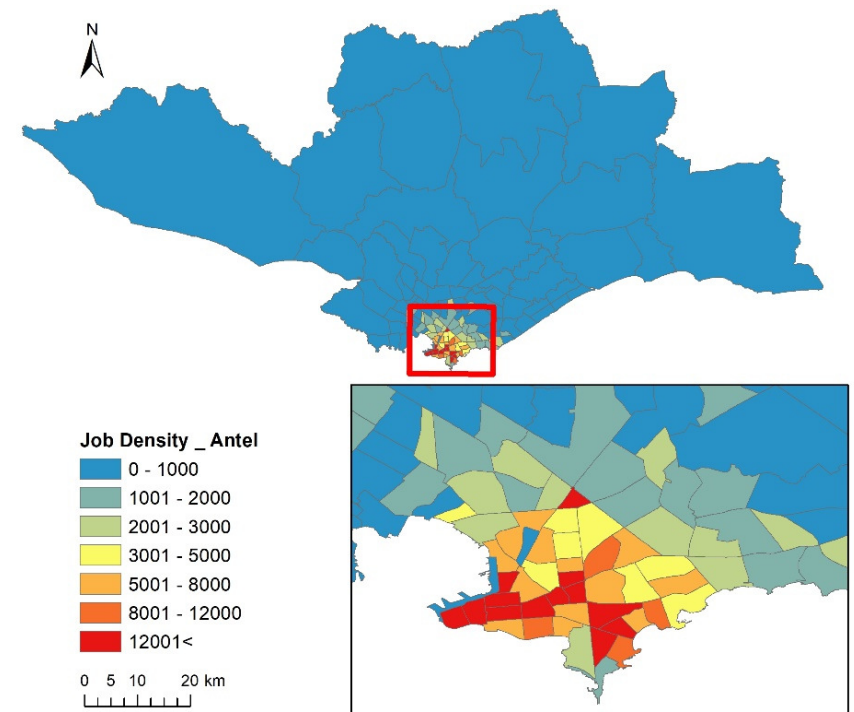 N
Job Density _ Antel
0 - 1000
1001 - 2000
2001 - 3000
3001 - 5000
5001 - 8000
8001 - 12000
12001<
0 5 10 20 km